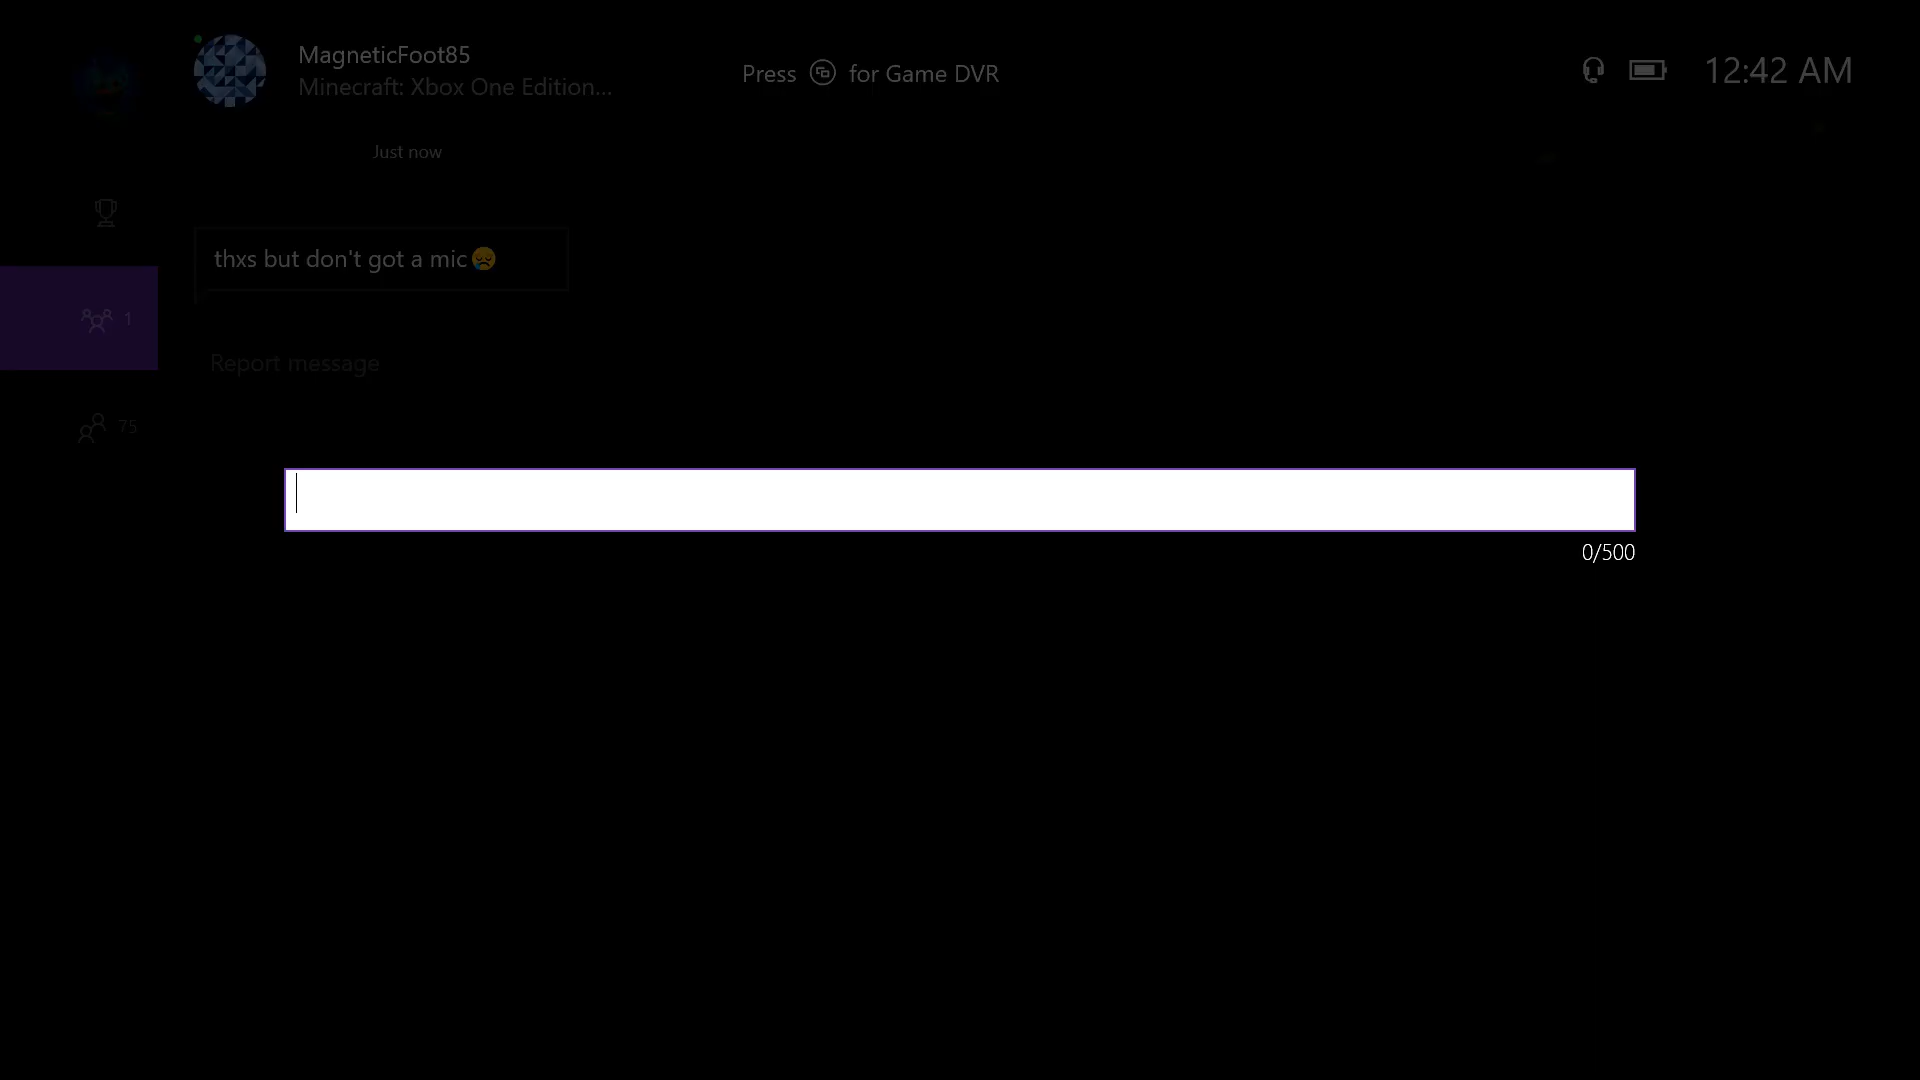 MagneticFoot85
Minecraft: Xbox One Edition...
Press for Game DVR
12:42 AM
Just now
thxs but don't got a mic😥
1
Report message
75
0/500